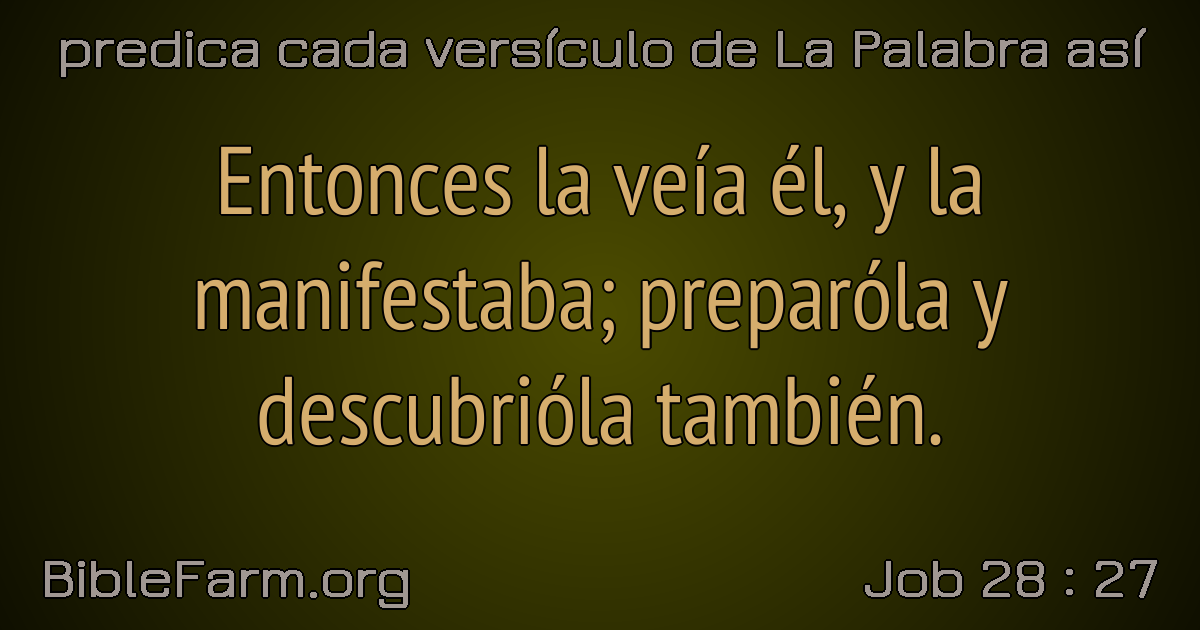 predica cada versículo de La Palabra así
Entonces la veía él, y la
manifestaba; preparóla y
descubrióla también.
BibleFarm.org
Job 28 : 27